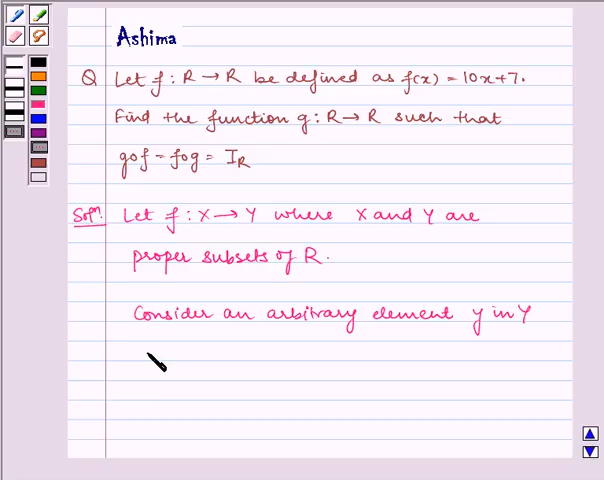 Ashima
Q Let f : R → R be defined as f(x) = 10x+7.
Find the function g : R → R such that
gof = fog = I_R
Solⁿ. Let f : X → Y where X and Y are
proper subsets of R.
Consider an arbitrary element y in Y